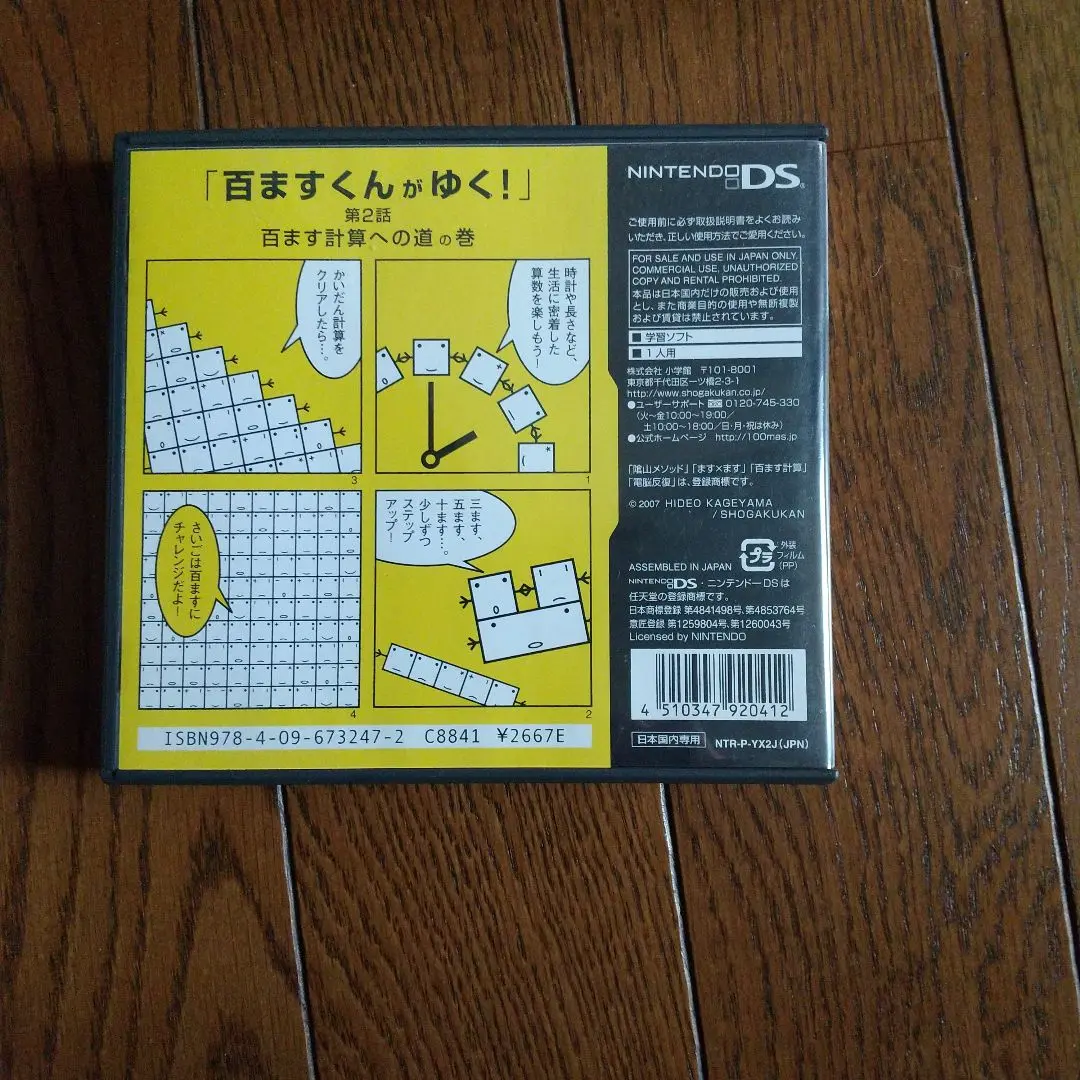 「百ますくんがゆく!」
第2話
百ます計算への道の巻
時計や長さなど、
生活に密着した
算数を楽しもう!
1
三ます、
五ます、
十ます…。
少しずつ
ステップ
アップ!
2
かいだん計算を
クリアしたら…。
3
さいごは百ますに
チャレンジだよ!
4
ISBN978-4-09-673247-2 C8841 ¥2667E
NINTENDO DS
ご使用前に必ず取扱説明書をよくお読み
いただき、正しい使用方法でご愛用ください。
FOR SALE AND USE IN JAPAN ONLY.
COMMERCIAL USE, UNAUTHORIZED
COPY AND RENTAL PROHIBITED.
本品は日本国内だけの販売および使用
とし、また商業目的の使用や無断複製
および賃貸は禁止されています。
■ 学習ソフト
■ 1人用
株式会社 小学館 〒101-8001
東京都千代田区一ツ橋2-3-1
http://www.shogakukan.co.jp/
●ユーザーサポート 0120-745-330
(火〜金10:00〜19:00/
土10:00〜18:00/日・月・祝は休み)
●公式ホームページ http://100mas.jp
「陰山メソッド」「ます×ます」「百ます計算」
「電脳反復」は、登録商標です。
© 2007 HIDEO KAGEYAMA
/SHOGAKUKAN
プラ
外装
フィルム
(PP)
ASSEMBLED IN JAPAN
NINTENDO DS・ニンテンドーDSは
任天堂の登録商標です。
日本商標登録 第4841498号、第4853764号
意匠登録 第1259804号、第1260043号
Licensed by NINTENDO
4 510347 920412
日本国内専用 NTR-P-YX2J(JPN)